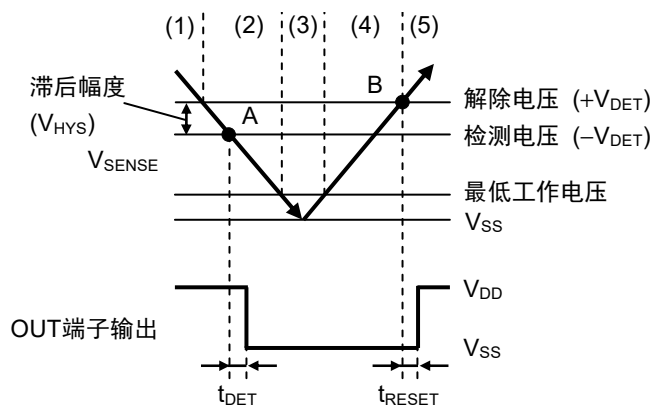 (1) (2) (3) (4) (5)
滞后幅度
(VHYS)
A
B
解除电压 (+VDET)
检测电压 (−VDET)
VSENSE
最低工作电压
VSS
VDD
OUT端子输出
VSS
tDET
tRESET